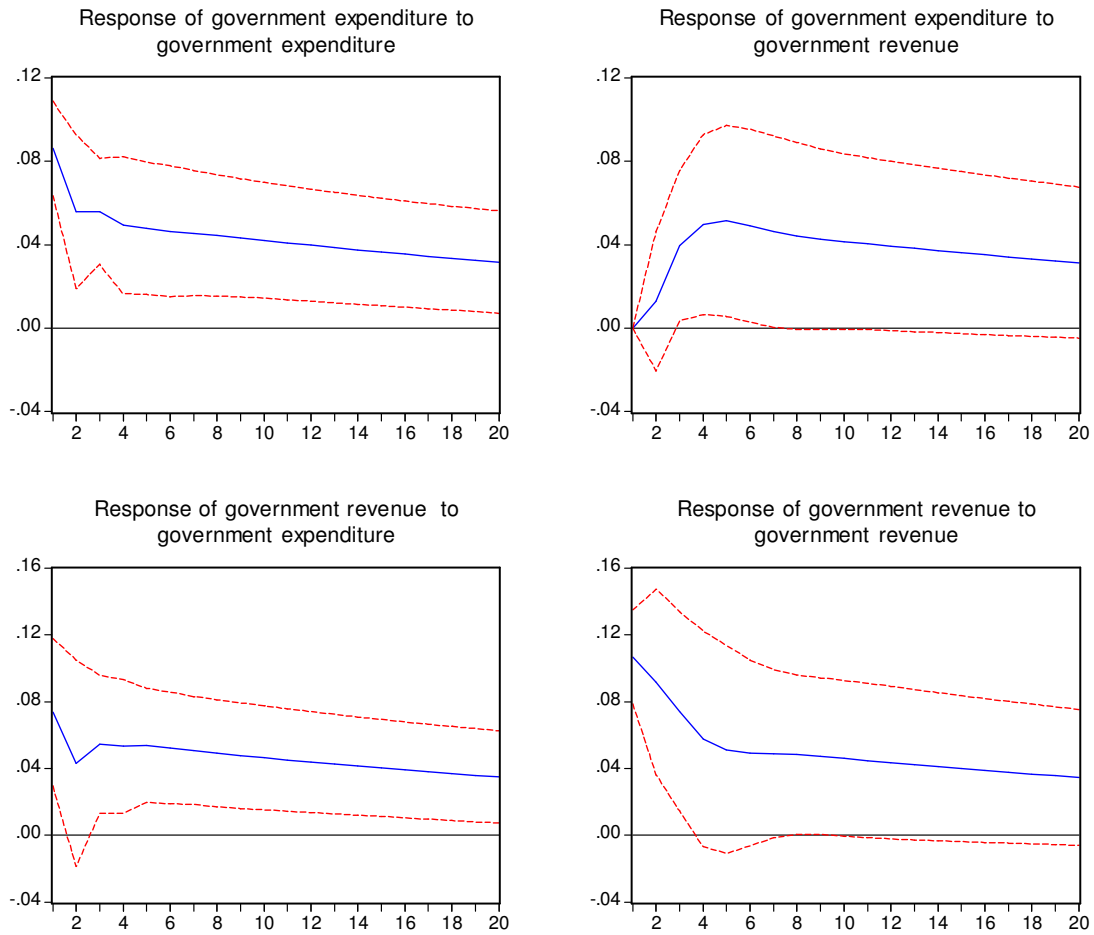 Response of government expenditure to
government expenditure
.12
.08
.04
.00
-.04
2 4 6 8 10 12 14 16 18 20
Response of government expenditure to
government revenue
.12
.08
.04
.00
-.04
2 4 6 8 10 12 14 16 18 20
Response of government revenue to
government expenditure
.16
.12
.08
.04
.00
-.04
2 4 6 8 10 12 14 16 18 20
Response of government revenue to
government revenue
.16
.12
.08
.04
.00
-.04
2 4 6 8 10 12 14 16 18 20